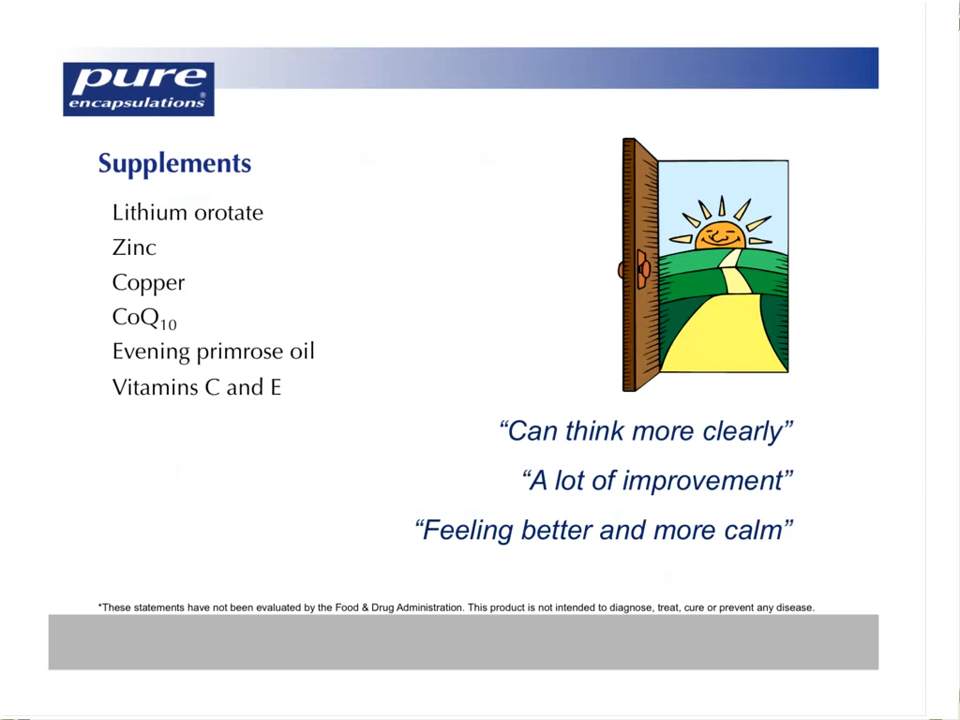 pure
encapsulations®
Supplements
Lithium orotate
Zinc
Copper
CoQ₁₀
Evening primrose oil
Vitamins C and E
“Can think more clearly”
“A lot of improvement”
“Feeling better and more calm”
*These statements have not been evaluated by the Food & Drug Administration. This product is not intended to diagnose, treat, cure or prevent any disease.